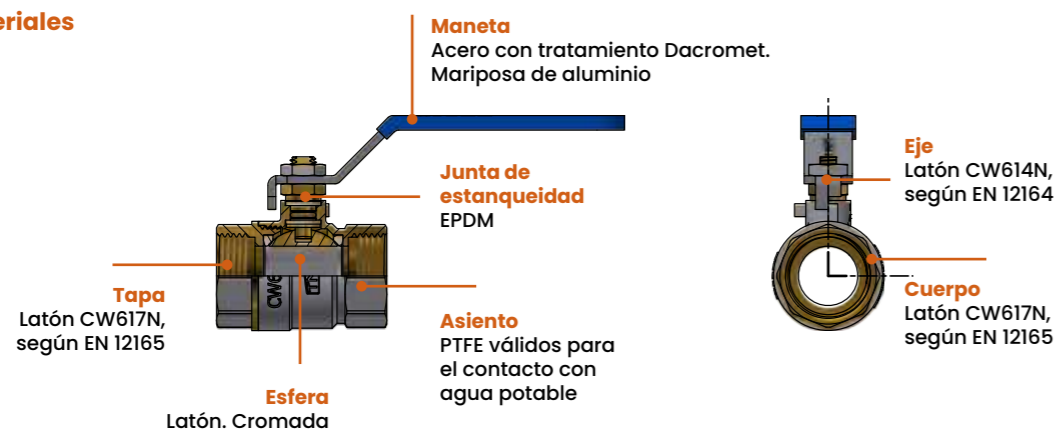 eriales
Maneta
Acero con tratamiento Dacromet.
Mariposa de aluminio
Junta de
estanqueidad
EPDM
Eje
Latón CW614N,
según EN 12164
Tapa
Latón CW617N,
según EN 12165
Asiento
PTFE válidos para
el contacto con
agua potable
Cuerpo
Latón CW617N,
según EN 12165
Esfera
Latón. Cromada
CW6